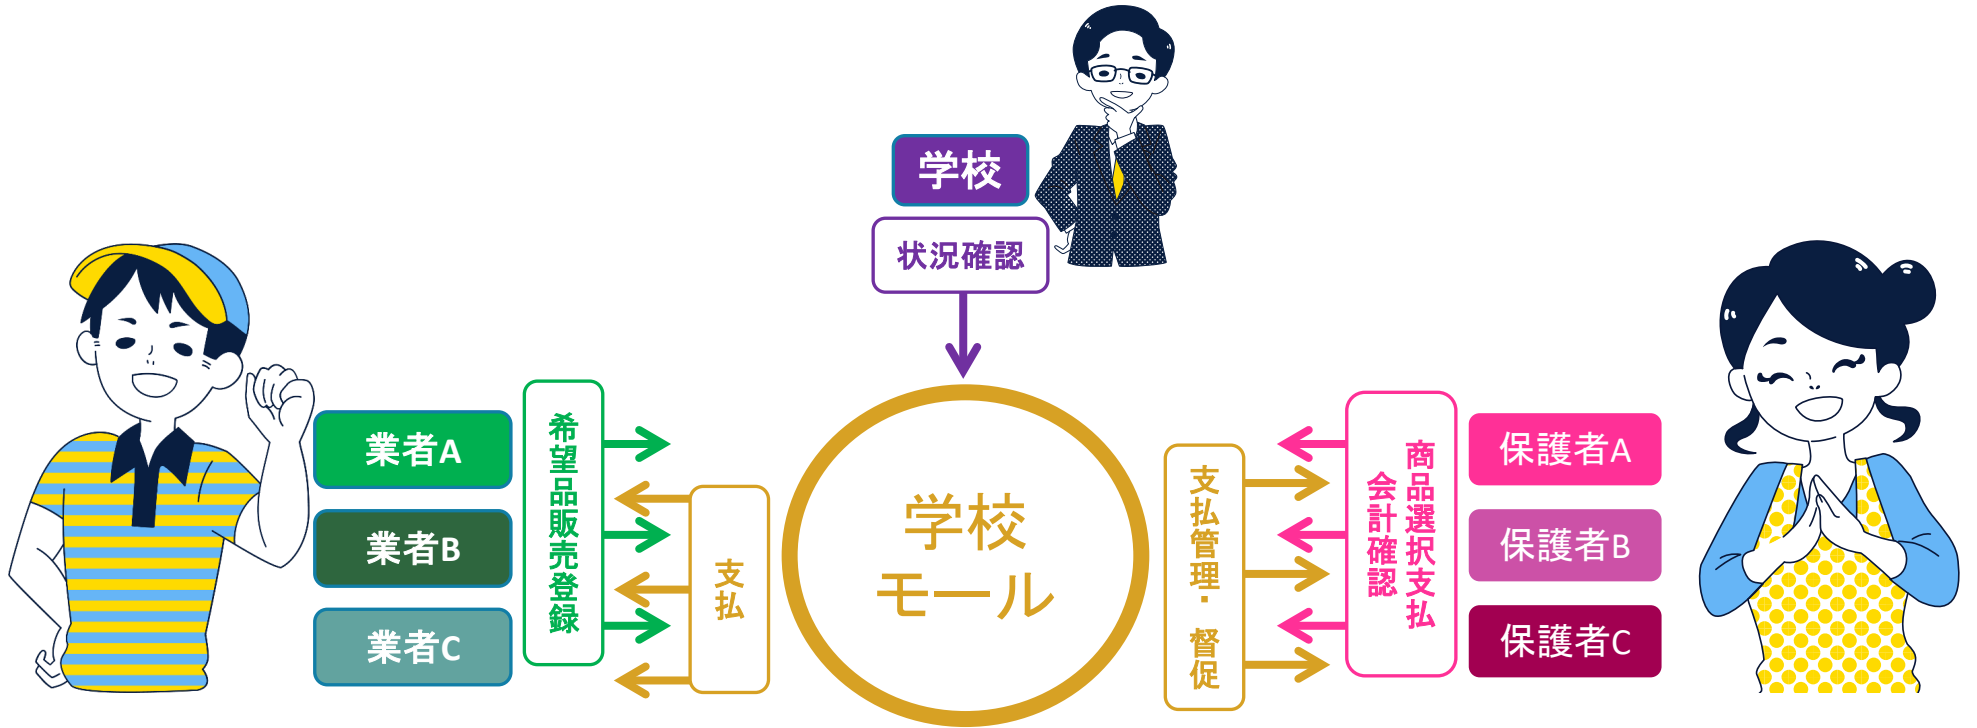 学校
状況確認
業者A
業者B
業者C
希望品販売登録
支払
学校
モール
支払管理・督促
商品選択支払
会計確認
保護者A
保護者B
保護者C